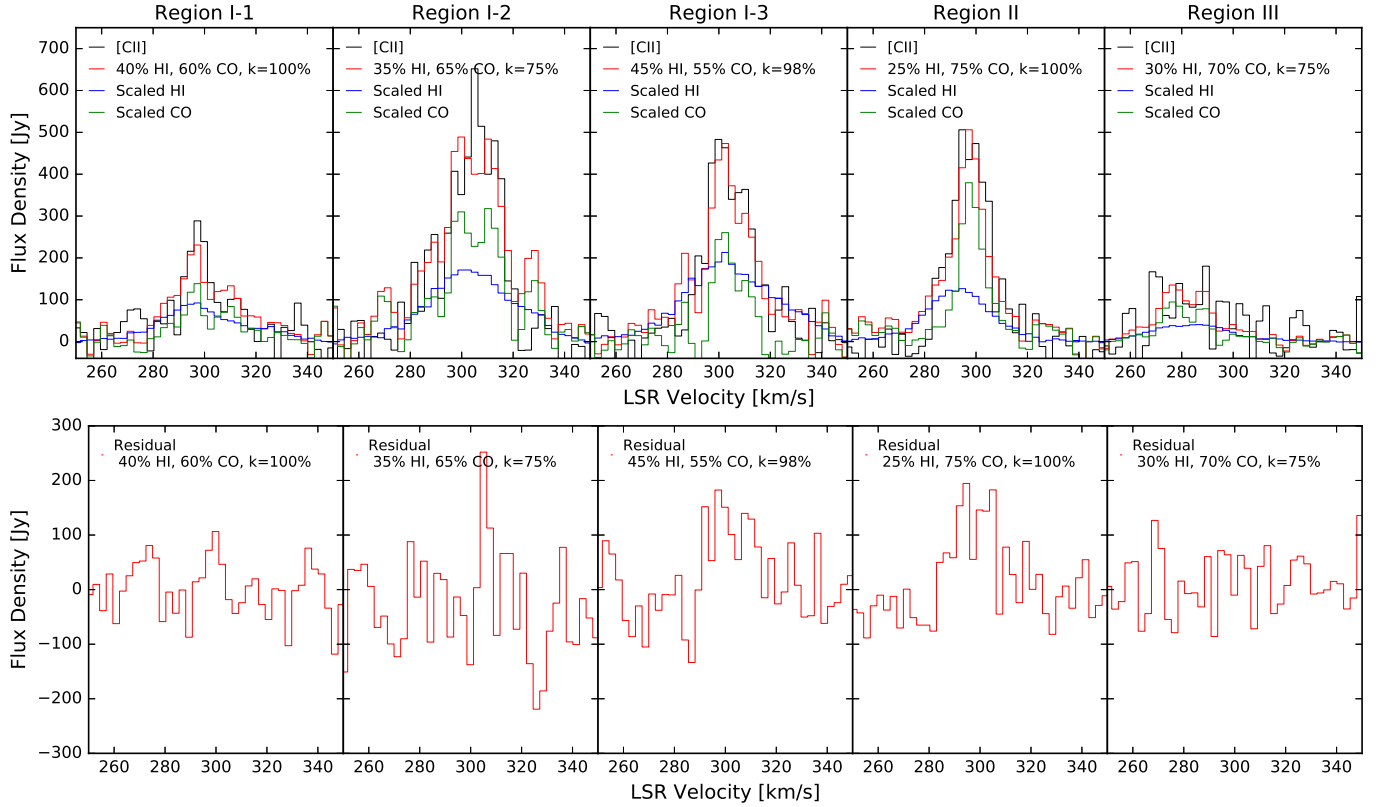 Region I-1 Region I-2 Region I-3 Region II Region III
Flux Density [Jy]
700
600
500
400
300
200
100
0
[CII]
40% HI, 60% CO, k=100%
Scaled HI
Scaled CO
[CII]
35% HI, 65% CO, k=75%
Scaled HI
Scaled CO
[CII]
45% HI, 55% CO, k=98%
Scaled HI
Scaled CO
[CII]
25% HI, 75% CO, k=100%
Scaled HI
Scaled CO
[CII]
30% HI, 70% CO, k=75%
Scaled HI
Scaled CO
260 280 300 320 340 260 280 300 320 340 260 280 300 320 340 260 280 300 320 340 260 280 300 320 340
LSR Velocity [km/s]
Flux Density [Jy]
300
200
100
0
−100
−200
−300
Residual
40% HI, 60% CO, k=100%
Residual
35% HI, 65% CO, k=75%
Residual
45% HI, 55% CO, k=98%
Residual
25% HI, 75% CO, k=100%
Residual
30% HI, 70% CO, k=75%
260 280 300 320 340 260 280 300 320 340 260 280 300 320 340 260 280 300 320 340 260 280 300 320 340
LSR Velocity [km/s]